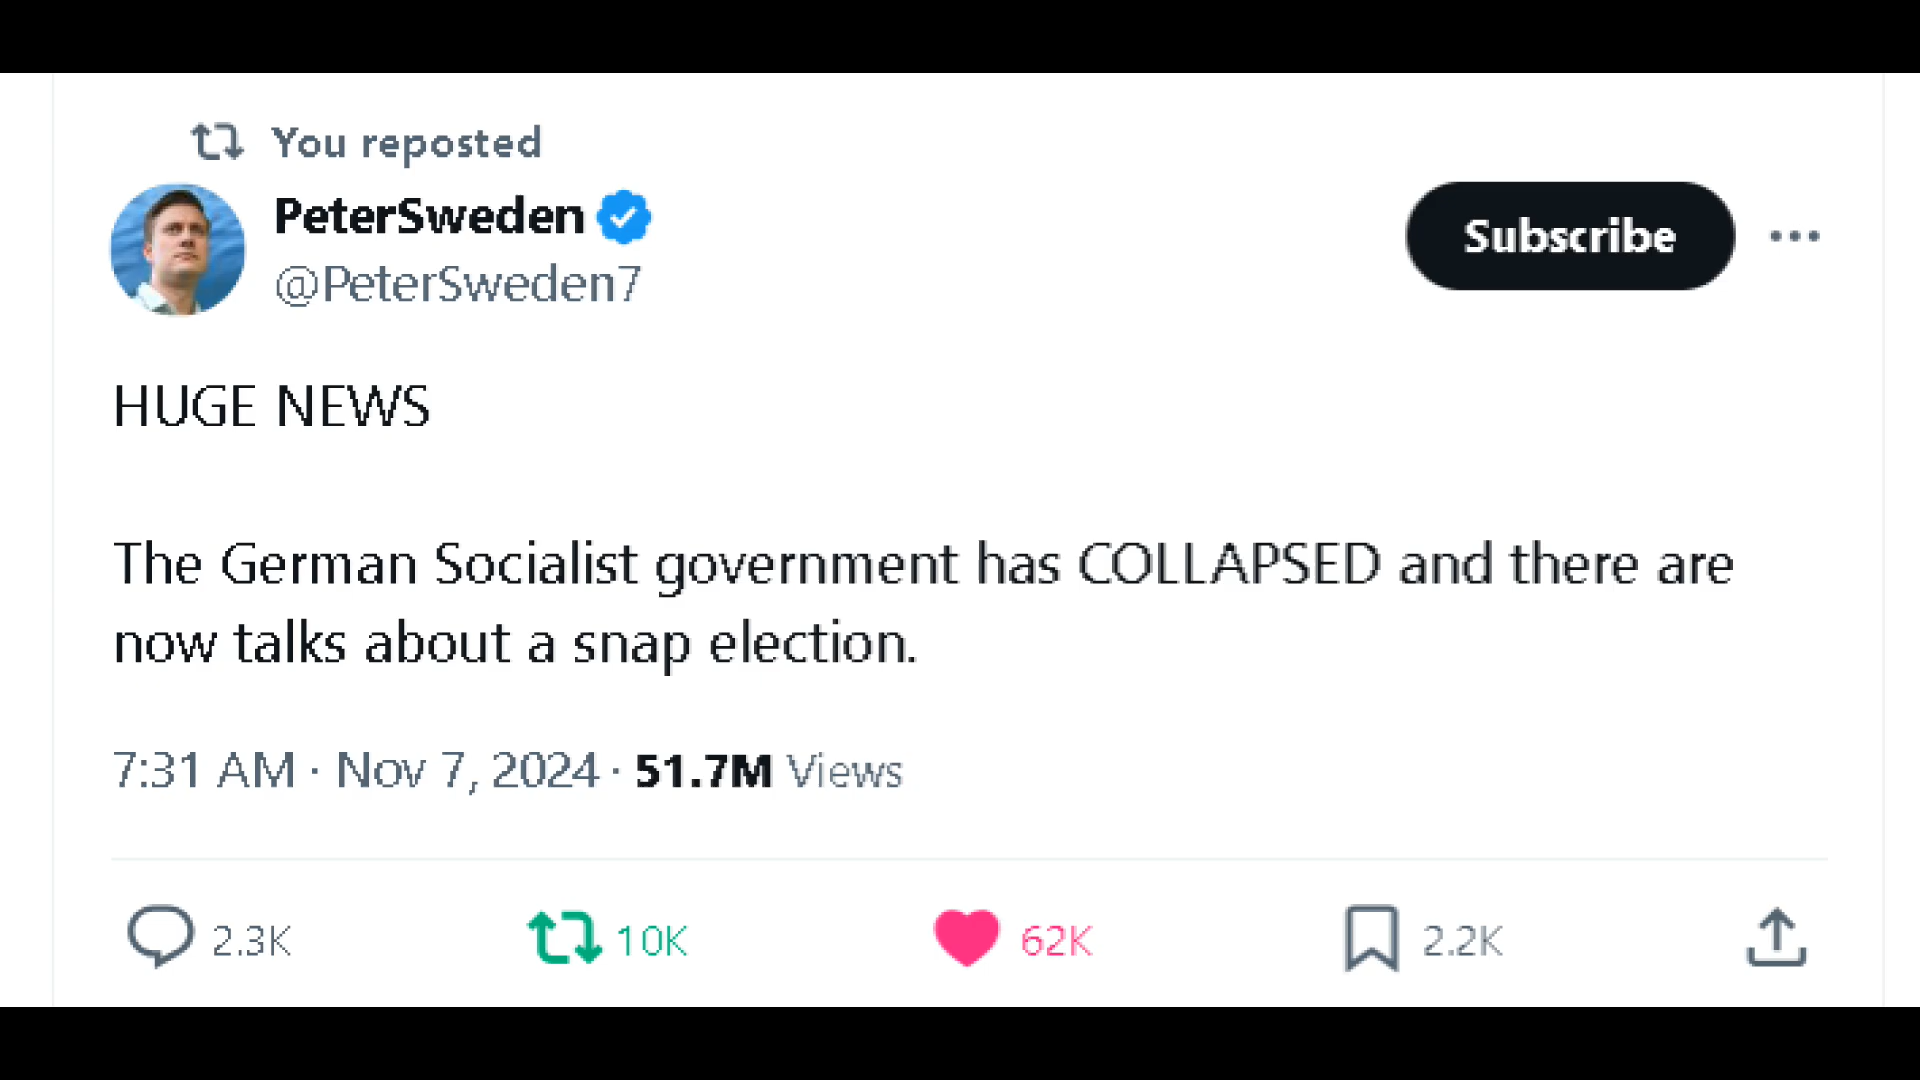 You reposted
PeterSweden
@PeterSweden7
Subscribe
HUGE NEWS
The German Socialist government has COLLAPSED and there are
now talks about a snap election.
7:31 AM · Nov 7, 2024 · 51.7M Views
2.3K 10K 62K 2.2K